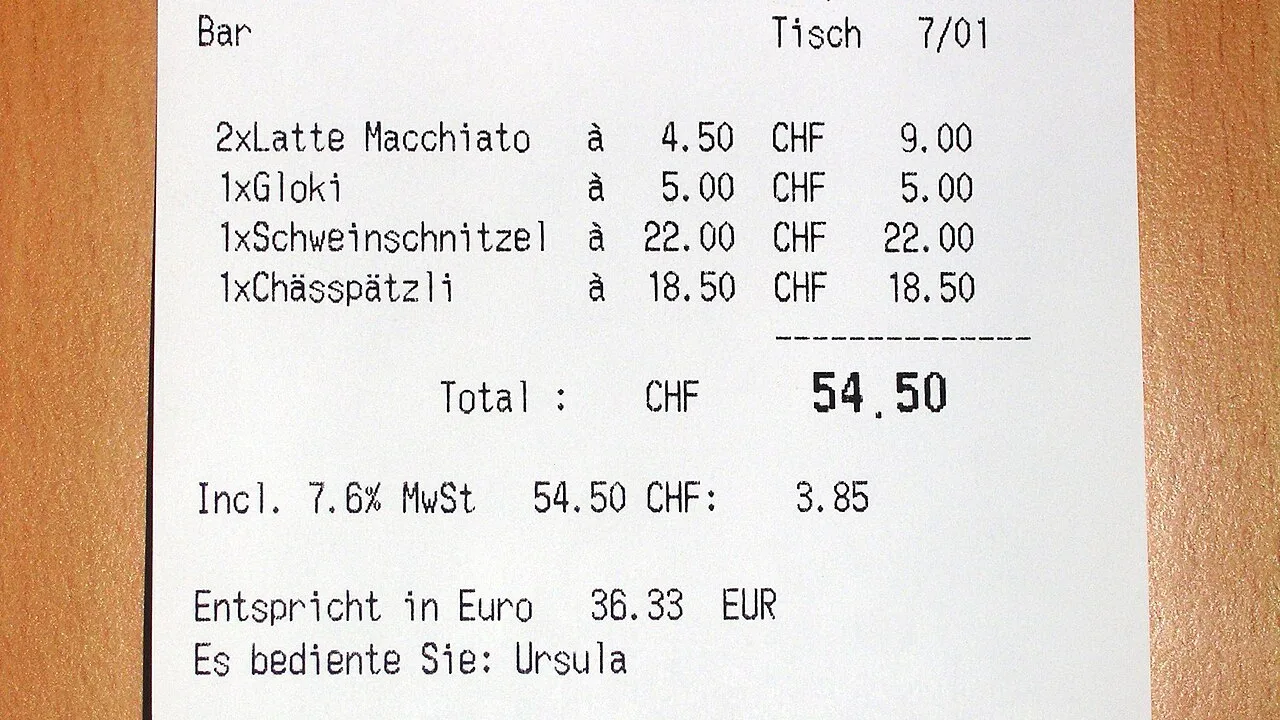 Bar Tisch 7/01
2xLatte Macchiato à 4.50 CHF 9.00
1xGloki à 5.00 CHF 5.00
1xSchweinschnitzel à 22.00 CHF 22.00
1xChässpätzli à 18.50 CHF 18.50
-------------
Total : CHF 54.50
Incl. 7.6% MwSt 54.50 CHF: 3.85
Entspricht in Euro 36.33 EUR
Es bediente Sie: Ursula